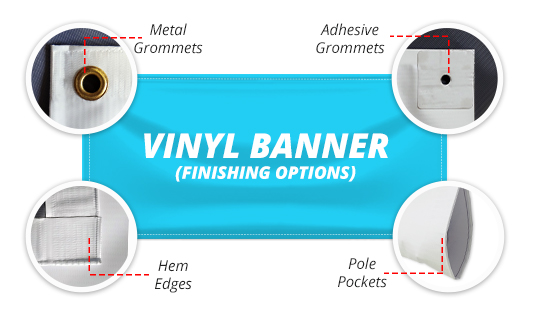 Metal
Grommets
Adhesive
Grommets
VINYL BANNER
(FINISHING OPTIONS)
Hem
Edges
Pole
Pockets